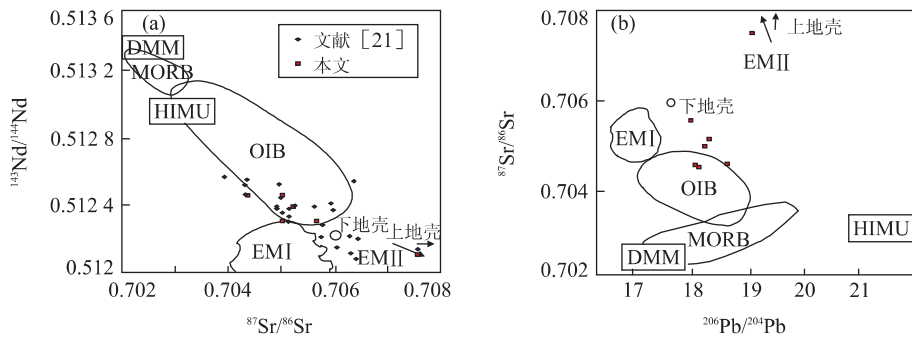 (a)
0.513 6
0.513 2
0.512 8
0.512 4
0.512
¹⁴³Nd/¹⁴⁴Nd
DMM
MORB
HIMU
OIB
EMI
下地壳
上地壳
EMII
文献 [21]
本文
0.702
0.704
0.706
0.708
⁸⁷Sr/⁸⁶Sr
(b)
0.708
0.706
0.704
0.702
⁸⁷Sr/⁸⁶Sr
上地壳
EMII
下地壳
EMI
OIB
MORB
DMM
HIMU
17
18
19
20
21
²⁰⁶Pb/²⁰⁴Pb